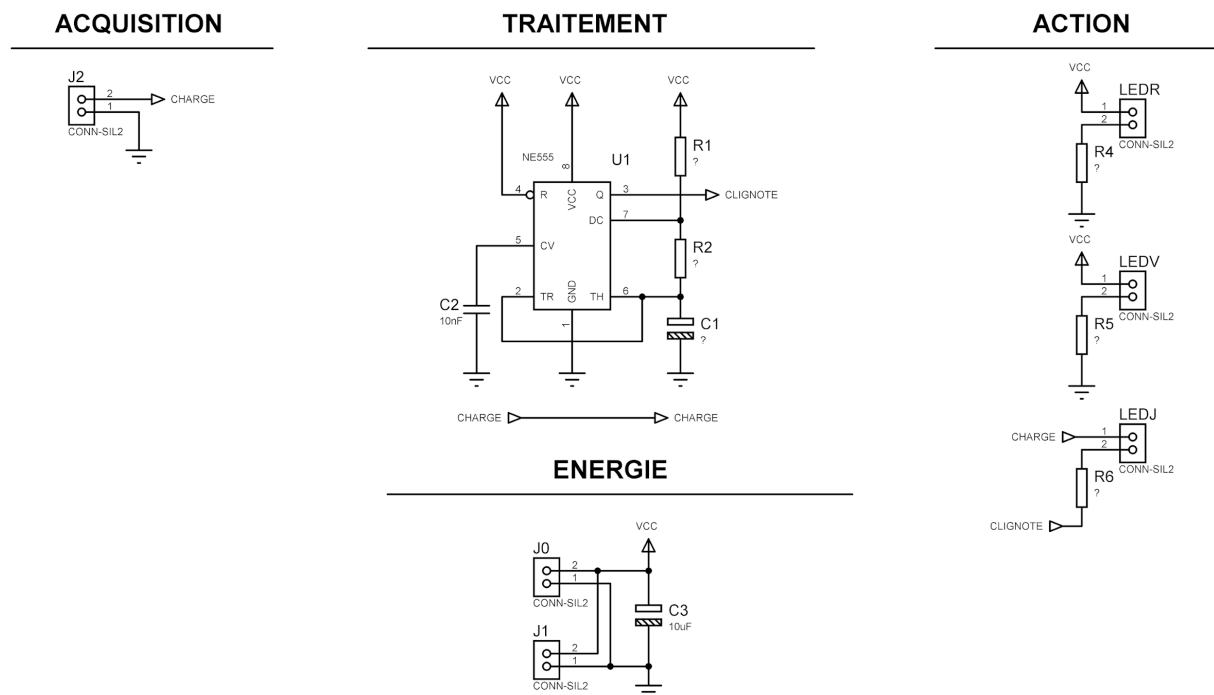 ACQUISITION
J2
2
1
CHARGE
CONN-SIL2
TRAITEMENT
VCC
VCC
VCC
R1
?
NE555
U1
8
4
R
VCC
Q
3
CLIGNOTE
DC
7
5
CV
R2
?
2
TR
GND
TH
6
C2
10nF
1
C1
?
CHARGE
CHARGE
ENERGIE
VCC
J0
2
1
CONN-SIL2
C3
10uF
J1
2
1
CONN-SIL2
ACTION
VCC
LEDR
1
2
CONN-SIL2
R4
?
VCC
LEDV
1
2
CONN-SIL2
R5
?
LEDJ
CHARGE
1
2
CONN-SIL2
R6
?
CLIGNOTE